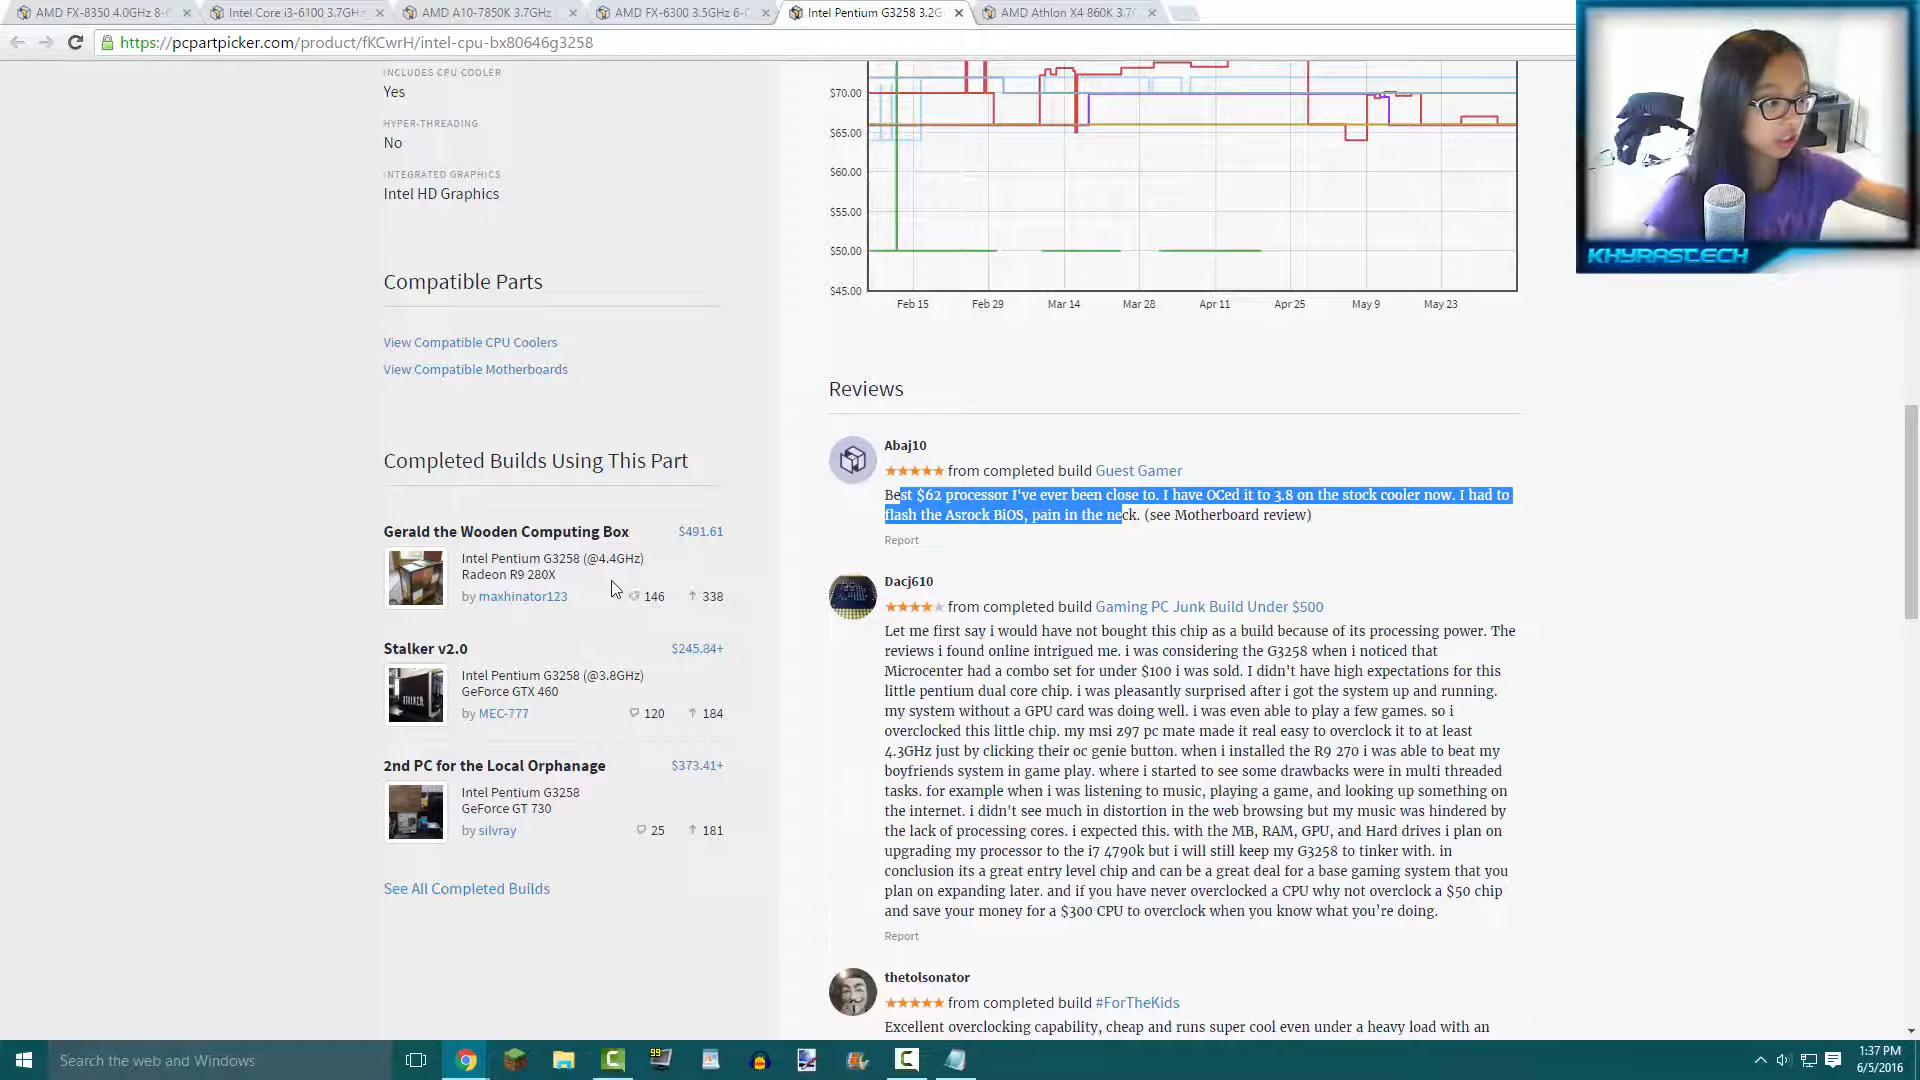 AMD FX-8350 4.0GHz 8-C
Intel Core i3-6100 3.7GHz
AMD A10-7850K 3.7GHz
AMD FX-6300 3.5GHz 6-C
Intel Pentium G3258 3.2G
AMD Athlon X4 860K 3.7
https://pcpartpicker.com/product/fKCwrH/intel-cpu-bx80646g3258
INCLUDES CPU COOLER
Yes
HYPER-THREADING
No
INTEGRATED GRAPHICS
Intel HD Graphics
Compatible Parts
View Compatible CPU Coolers
View Compatible Motherboards
Completed Builds Using This Part
Gerald the Wooden Computing Box $491.61
Intel Pentium G3258 (@4.4GHz)
Radeon R9 280X
by maxhinator123 146 338
Stalker v2.0 $245.84+
Intel Pentium G3258 (@3.8GHz)
GeForce GTX 460
by MEC-777 120 184
2nd PC for the Local Orphanage $373.41+
Intel Pentium G3258
GeForce GT 730
by silvray 25 181
See All Completed Builds
$70.00
$65.00
$60.00
$55.00
$50.00
$45.00
Feb 15 Feb 29 Mar 14 Mar 28 Apr 11 Apr 25 May 9 May 23
Reviews
Abaj10
from completed build Guest Gamer
Best $62 processor I've ever been close to. I have OCed it to 3.8 on the stock cooler now. I had to
flash the Asrock BiOS, pain in the neck. (see Motherboard review)
Report
Dacj610
from completed build Gaming PC Junk Build Under $500
Let me first say i would have not bought this chip as a build because of its processing power. The
reviews i found online intrigued me. i was considering the G3258 when i noticed that
Microcenter had a combo set for under $100 i was sold. I didn't have high expectations for this
little pentium dual core chip. i was pleasantly surprised after i got the system up and running.
my system without a GPU card was doing well. i was even able to play a few games. so i
overclocked this little chip. my msi z97 pc mate made it real easy to overclock it to at least
4.3GHz just by clicking their oc genie button. when i installed the R9 270 i was able to beat my
boyfriends system in game play. where i started to see some drawbacks were in multi threaded
tasks. for example when i was listening to music, playing a game, and looking up something on
the internet. i didn't see much in distortion in the web browsing but my music was hindered by
the lack of processing cores. i expected this. with the MB, RAM, GPU, and Hard drives i plan on
upgrading my processor to the i7 4790k but i will still keep my G3258 to tinker with. in
conclusion its a great entry level chip and can be a great deal for a base gaming system that you
plan on expanding later. and if you have never overclocked a CPU why not overclock a $50 chip
and save your money for a $300 CPU to overclock when you know what you're doing.
Report
thetolsonator
from completed build #ForTheKids
Excellent overclocking capability, cheap and runs super cool even under a heavy load with an
KHYRASTECH
STALKER
Search the web and Windows
99
1:37 PM
6/5/2016